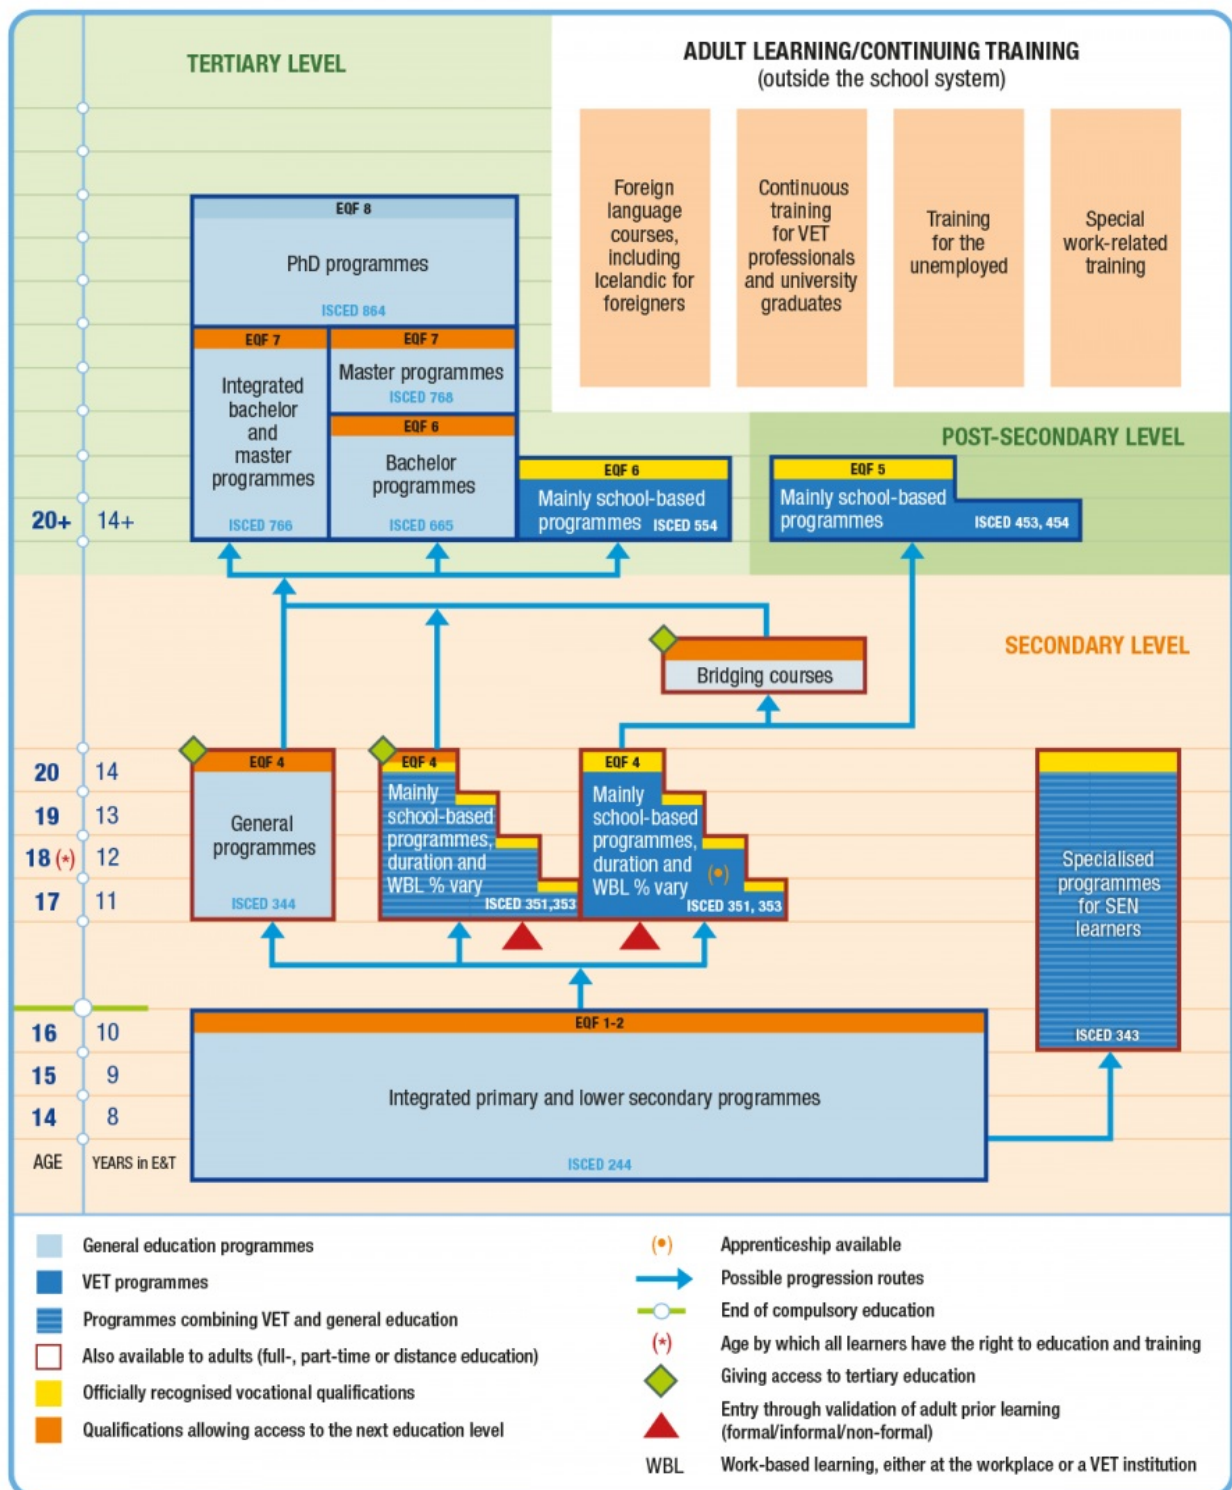 TERTIARY LEVEL
ADULT LEARNING/CONTINUING TRAINING
(outside the school system)
Foreign
language
courses,
including
Icelandic for
foreigners
Continuous
training
for VET
professionals
and university
graduates
Training
for the
unemployed
Special
work-related
training
EQF 8
PhD programmes
ISCED 864
EQF 7
Integrated
bachelor
and
master
programmes
ISCED 766
EQF 7
Master programmes
ISCED 768
EQF 6
Bachelor
programmes
ISCED 665
EQF 6
Mainly school-based
programmes ISCED 554
POST-SECONDARY LEVEL
EQF 5
Mainly school-based
programmes ISCED 453, 454
20+ 14+
SECONDARY LEVEL
Bridging courses
20 14
19 13
18 (*) 12
17 11
EQF 4
General
programmes
ISCED 344
EQF 4
Mainly
school-based
programmes,
duration and
WBL % vary
ISCED 351,353
EQF 4
Mainly
school-based
programmes,
duration and
WBL % vary (•)
ISCED 351, 353
Specialised
programmes
for SEN
learners
ISCED 343
16 10
15 9
14 8
AGE YEARS in E&T
EQF 1-2
Integrated primary and lower secondary programmes
ISCED 244
General education programmes
VET programmes
Programmes combining VET and general education
Also available to adults (full-, part-time or distance education)
Officially recognised vocational qualifications
Qualifications allowing access to the next education level
(•) Apprenticeship available
Possible progression routes
End of compulsory education
(*) Age by which all learners have the right to education and training
Giving access to tertiary education
Entry through validation of adult prior learning
(formal/informal/non-formal)
WBL Work-based learning, either at the workplace or a VET institution